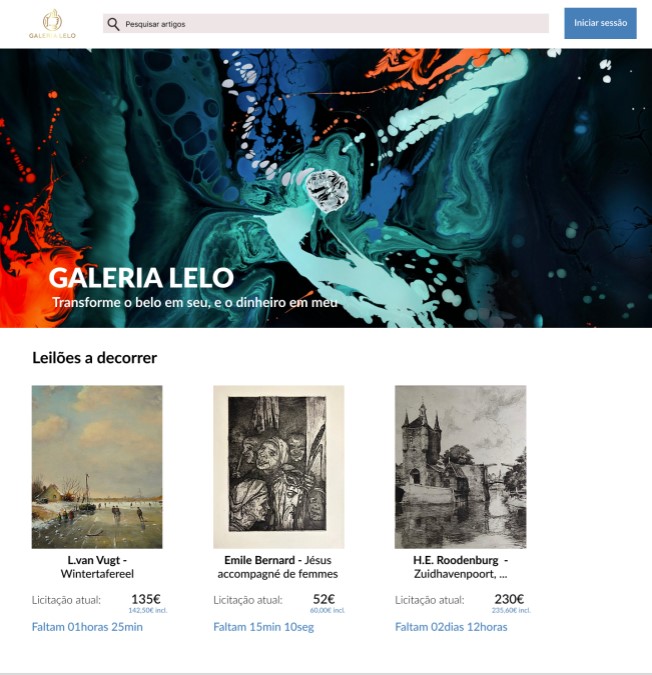 GALERIA LELO
Pesquisar artigos
Iniciar sessão
GALERIA LELO
Transforme o belo em seu, e o dinheiro em meu
Leilões a decorrer
L.van Vugt -
Wintertafereel
Licitação atual: 135€
142,50€ incl.
Faltam 01horas 25min
Emile Bernard - Jésus
accompagné de femmes
Licitação atual: 52€
60,00€ incl.
Faltam 15min 10seg
H.E. Roodenburg -
Zuidhavenpoort, ...
Licitação atual: 230€
235,60€ incl.
Faltam 02dias 12horas